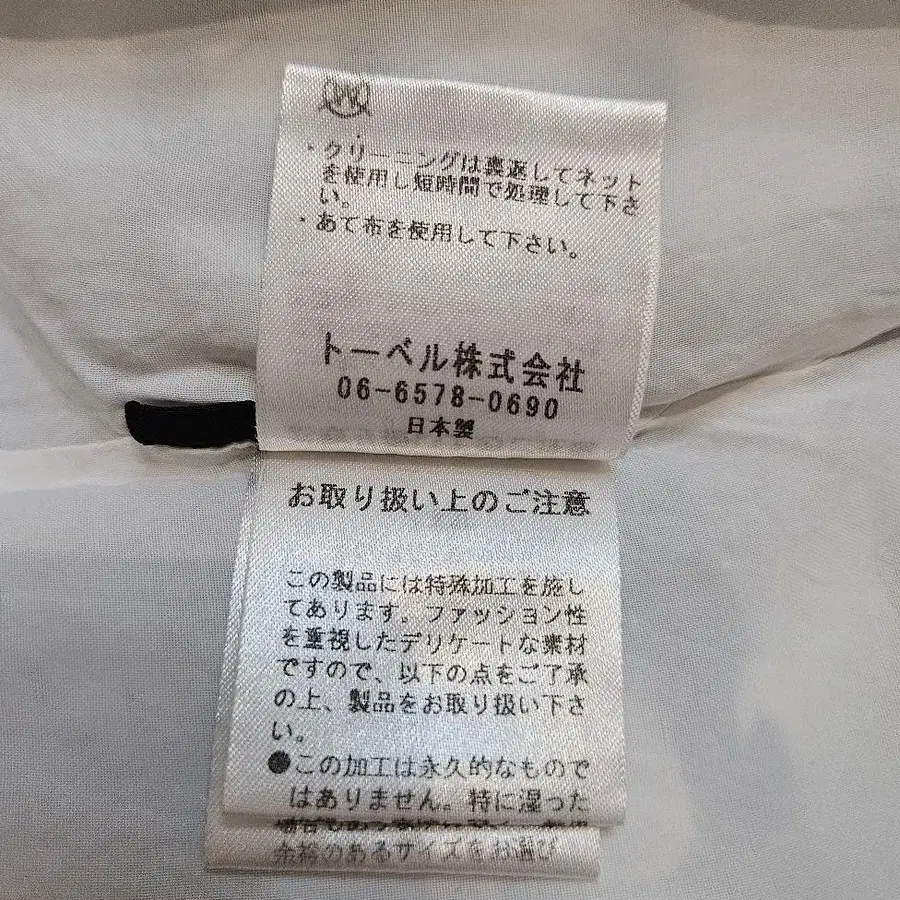 W
・クリーニングは裏返してネット
を使用し短時間で処理して下さ
い。
・あて布を使用して下さい。
トーベル株式会社
06-6578-0690
日本製
お取り扱い上のご注意
この製品には特殊加工を施し
てあります。ファッション性
を重視したデリケートな素材
ですので、以下の点をご了承
の上、製品をお取り扱い下さ
い。
●この加工は永久的なもので
はありません。特に湿った
余裕のあるサイズをお選び